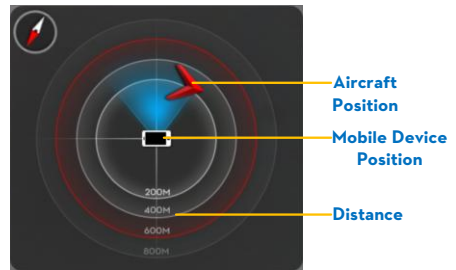 Aircraft
Position
Mobile Device
Position
200M
400M
Distance
600M
800M